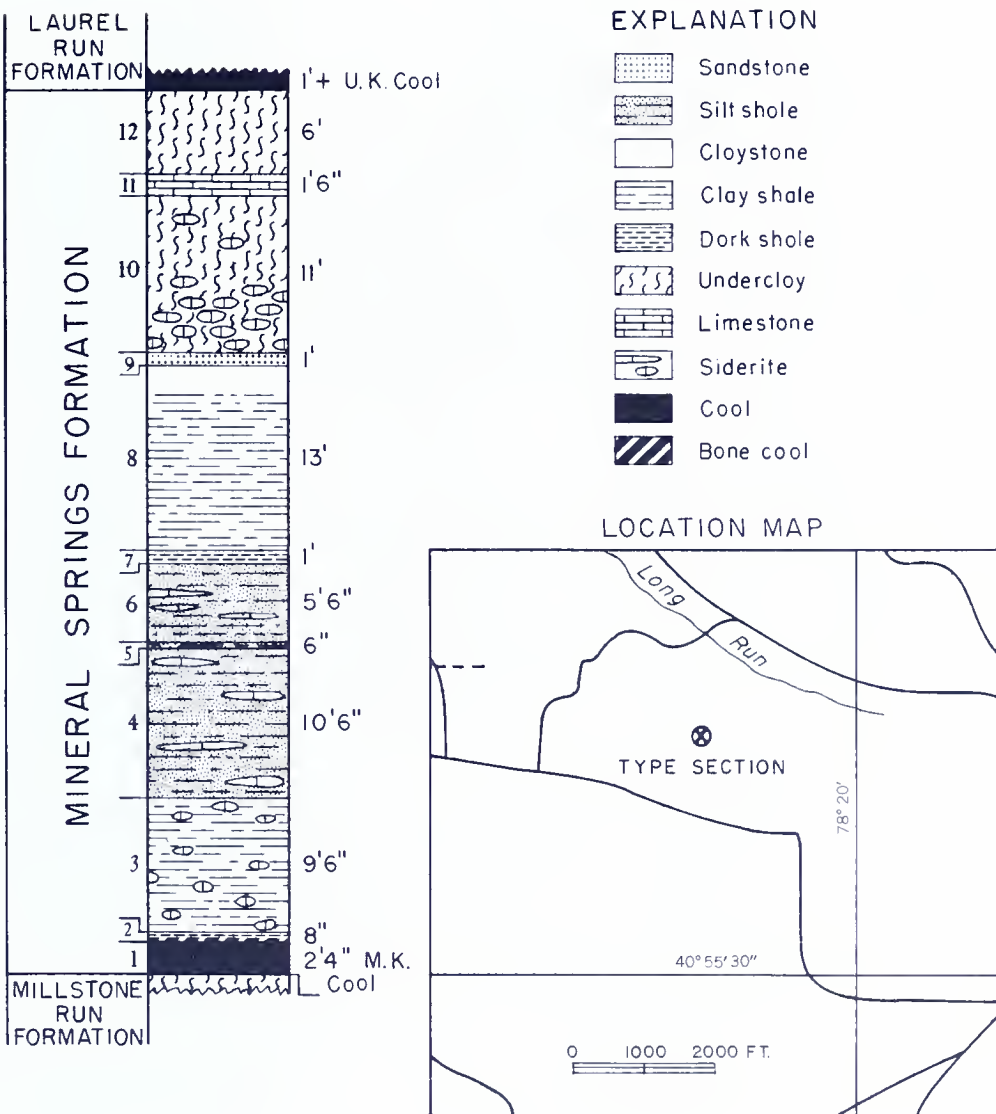 LAUREL
RUN
FORMATION
1'+ U.K. Cool
12
6'
11
1'6"
10
11'
9
1'
8
13'
7
1'
6
5'6"
5
6"
4
10'6"
3
9'6"
2
8"
1
2'4" M.K.
Cool
MINERAL SPRINGS FORMATION
MILLSTONE
RUN
FORMATION
EXPLANATION
Sandstone
Silt shole
Cloystone
Clay shale
Dork shole
Undercloy
Limestone
Siderite
Cool
Bone cool
LOCATION MAP
Long
Run
TYPE SECTION
78° 20'
40° 55' 30"
0 1000 2000 FT.